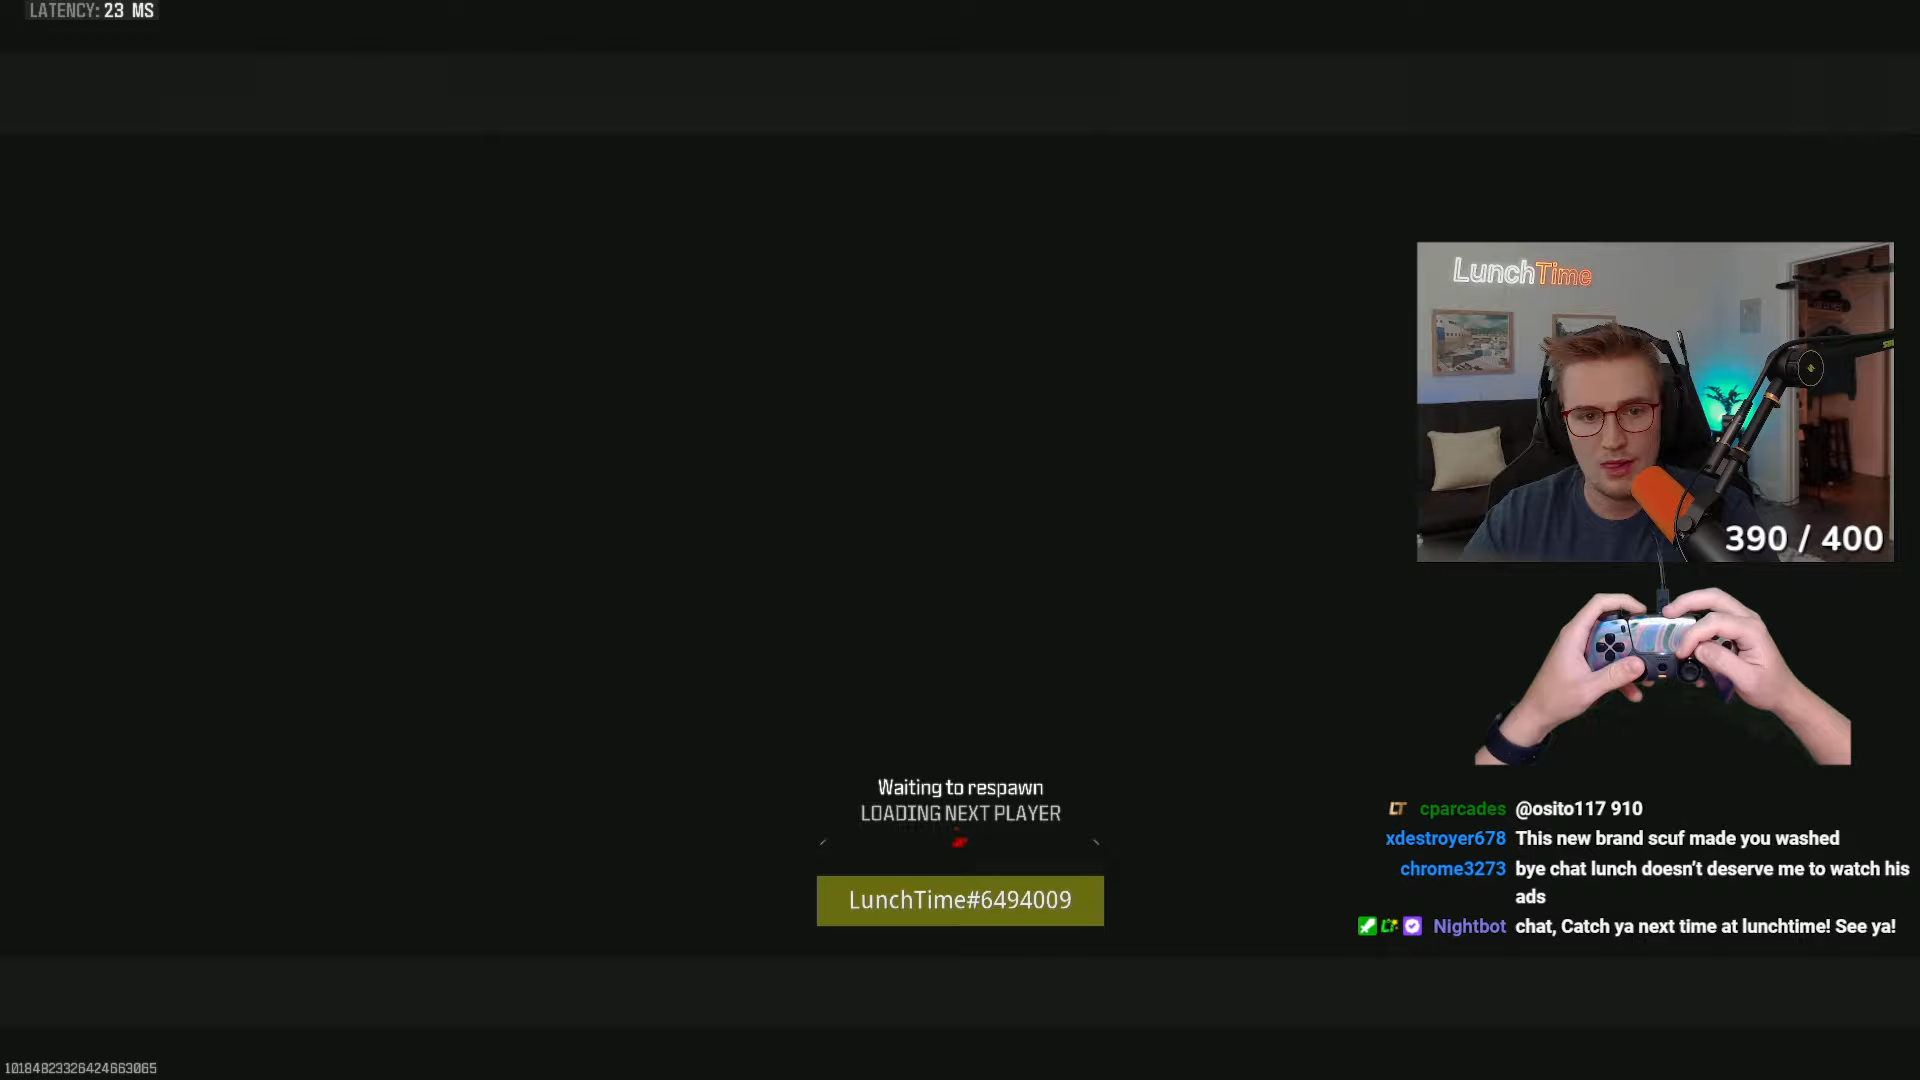 LATENCY: 23 MS
LunchTime
390 / 400
Waiting to respawn
LOADING NEXT PLAYER
LunchTime#6494009
cparcades @osito117 910
xdestroyer678 This new brand scuf made you washed
chrome3273 bye chat lunch doesn’t deserve me to watch his
ads
Nightbot chat, Catch ya next time at lunchtime! See ya!
10184823326424663065